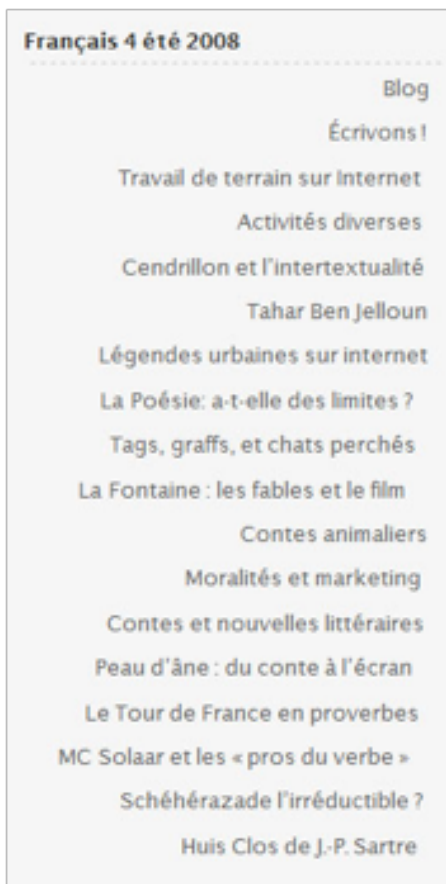 Français 4 été 2008
Blog
Écrivons !
Travail de terrain sur Internet
Activités diverses
Cendrillon et l'intertextualité
Tahar Ben Jelloun
Légendes urbaines sur internet
La Poésie: a-t-elle des limites ?
Tags, graffs, et chats perchés
La Fontaine : les fables et le film
Contes animaliers
Moralités et marketing
Contes et nouvelles littéraires
Peau d'âne : du conte à l'écran
Le Tour de France en proverbes
MC Solaar et les « pros du verbe »
Schéhérazade l'irréductible ?
Huis Clos de J.-P. Sartre